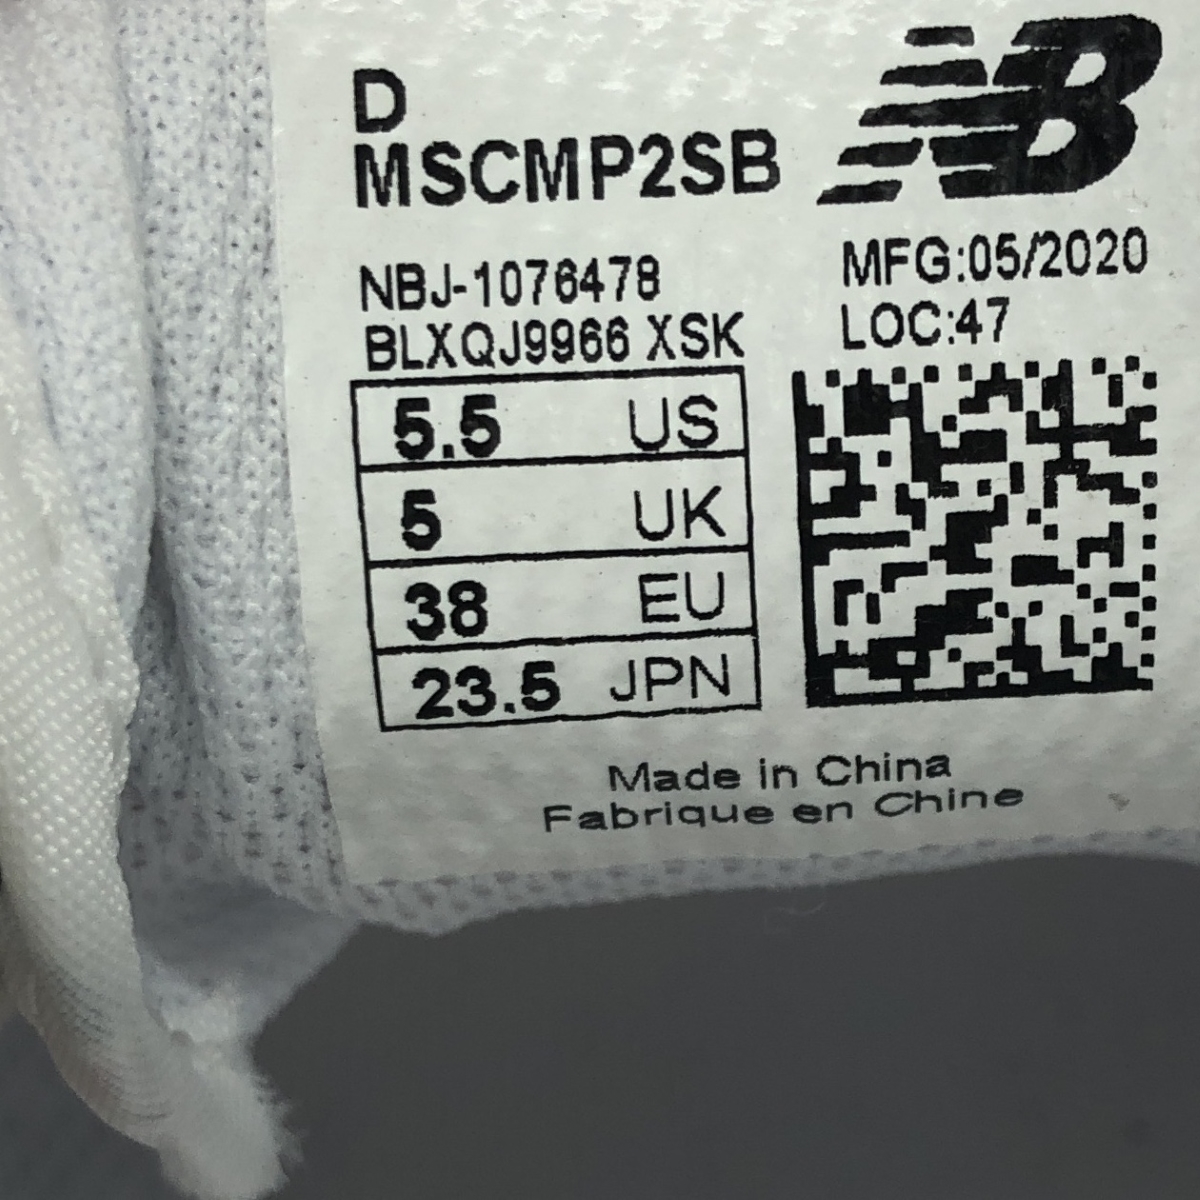 D
MSCMP2SB
NB
NBJ-1076478
BLXQJ9966 XSK
MFG:05/2020
LOC:47
5.5 US
5 UK
38 EU
23.5 JPN
Made in China
Fabrique en Chine